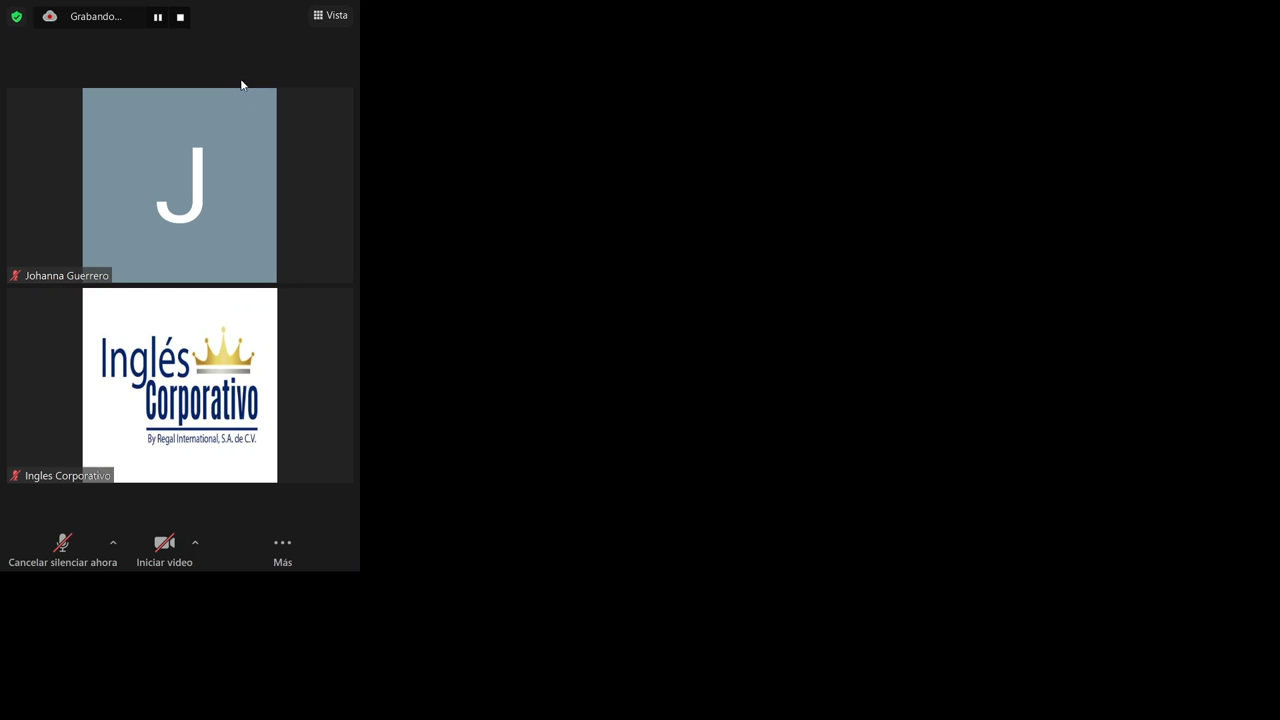 Grabando...
Vista
J
Johanna Guerrero
Inglés
Corporativo
By Regal International, S.A. de C.V.
Ingles Corporativo
Cancelar silenciar ahora
Iniciar video
Más